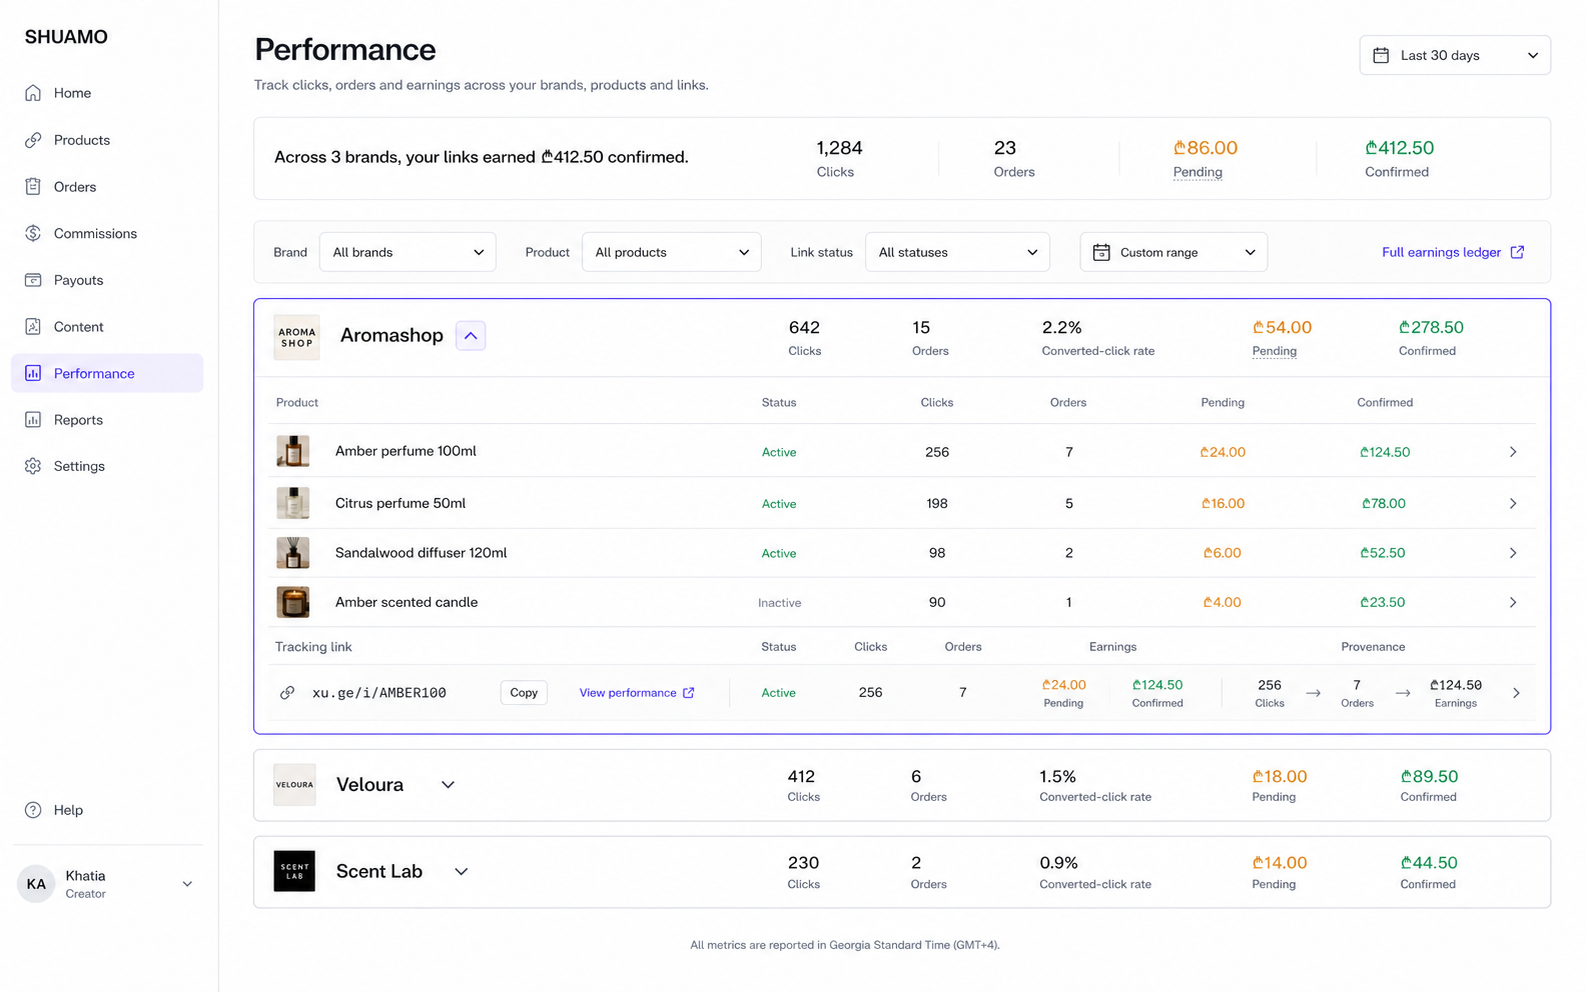 SHUAMO
Home
Products
Orders
Commissions
Payouts
Content
Performance
Reports
Settings
Help
KA
Khatia
Creator
Performance
Track clicks, orders and earnings across your brands, products and links.
Last 30 days
Across 3 brands, your links earned ₾412.50 confirmed.
1,284 23 ₾86.00 ₾412.50
Clicks Orders Pending Confirmed
Brand All brands Product All products Link status All statuses Custom range Full earnings ledger
AROMA
SHOP
Aromashop
642 15 2.2% ₾54.00 ₾278.50
Clicks Orders Converted-click rate Pending Confirmed
Product Status Clicks Orders Pending Confirmed
Amber perfume 100ml Active 256 7 ₾24.00 ₾124.50
Citrus perfume 50ml Active 198 5 ₾16.00 ₾78.00
Sandalwood diffuser 120ml Active 98 2 ₾6.00 ₾52.50
Amber scented candle Inactive 90 1 ₾4.00 ₾23.50
Tracking link Status Clicks Orders Earnings Provenance
xu.ge/i/AMBER100 Copy View performance Active 256 7 ₾24.00 ₾124.50 256 → 7 → ₾124.50
Pending Confirmed Clicks Orders Earnings
VELOURA
Veloura
412 6 1.5% ₾18.00 ₾89.50
Clicks Orders Converted-click rate Pending Confirmed
SCENT
LAB
Scent Lab
230 2 0.9% ₾14.00 ₾44.50
Clicks Orders Converted-click rate Pending Confirmed
All metrics are reported in Georgia Standard Time (GMT+4).